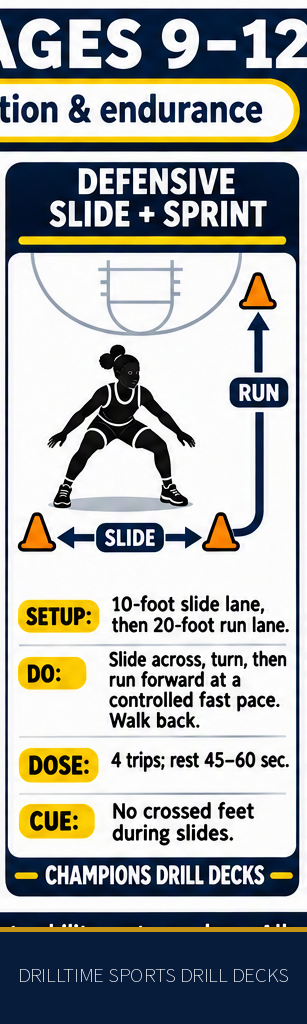 AGES 9–12
tion & endurance
DEFENSIVE
SLIDE + SPRINT
RUN
SLIDE
SETUP: 10-foot slide lane,
then 20-foot run lane.
DO: Slide across, turn, then
run forward at a
controlled fast pace.
Walk back.
DOSE: 4 trips; rest 45–60 sec.
CUE: No crossed feet
during slides.
CHAMPIONS DRILL DECKS
DRILLTIME SPORTS DRILL DECKS